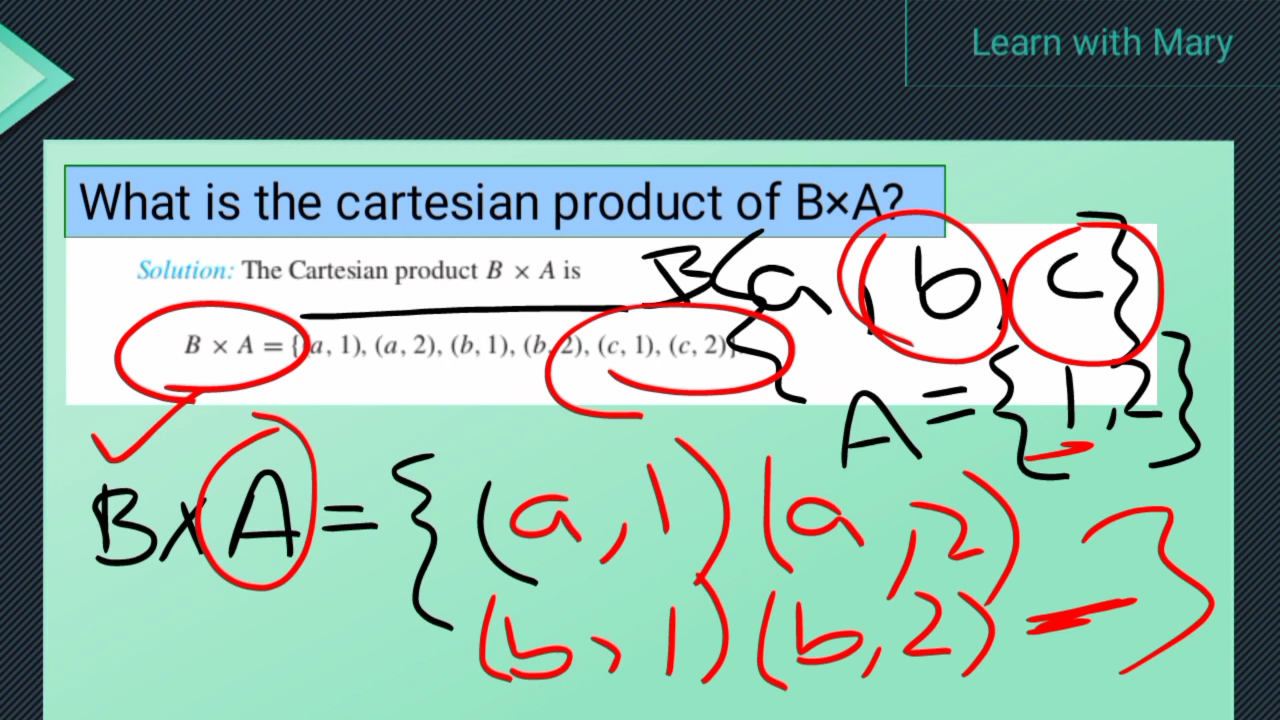 Learn with Mary
What is the cartesian product of B×A?
Solution: The Cartesian product B × A is
B{a, b, c}
B × A = {(a, 1), (a, 2), (b, 1), (b, 2), (c, 1), (c, 2)}
A={1,2}
B×A={(a,1)(a,2)
(b,1)(b,2)-}